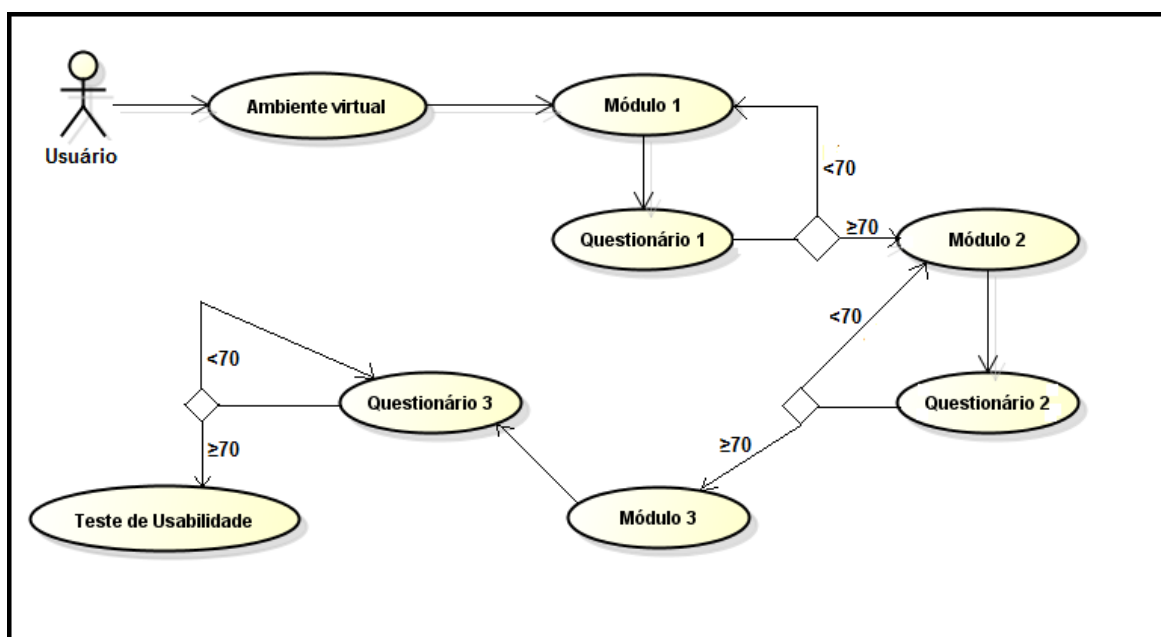 Usuário
Ambiente virtual
Módulo 1
<70
Questionário 1
≥70
Módulo 2
<70
Questionário 2
≥70
Módulo 3
Questionário 3
<70
≥70
Teste de Usabilidade